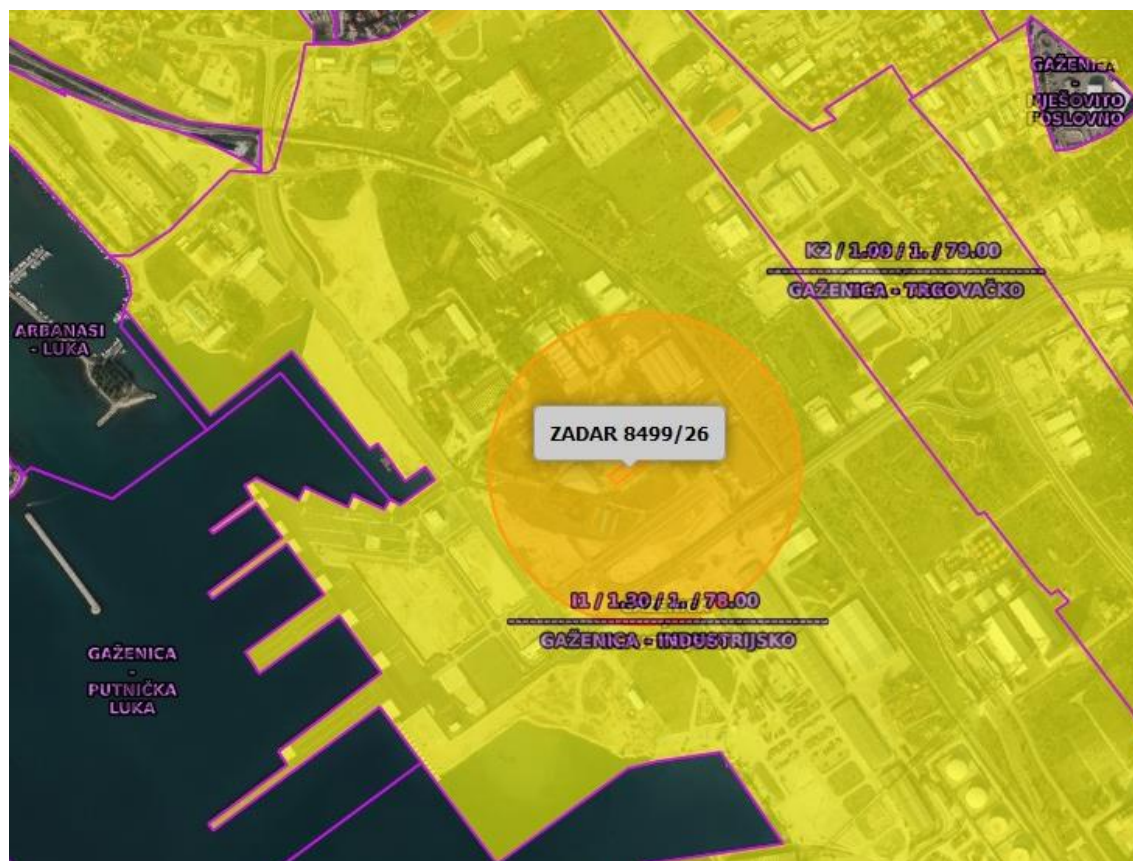 GAŽENICA
-
MJEŠOVITO
POSLOVNO
K2 / 1.09 / 1. / 79.00
GAŽENICA - TRGOVAČKO
ARBANASI
- LUKA
ZADAR 8499/26
I1 / 1.30 / 1. / 78.00
GAŽENICA - INDUSTRIJSKO
GAŽENICA
-
PUTNIČKA
LUKA